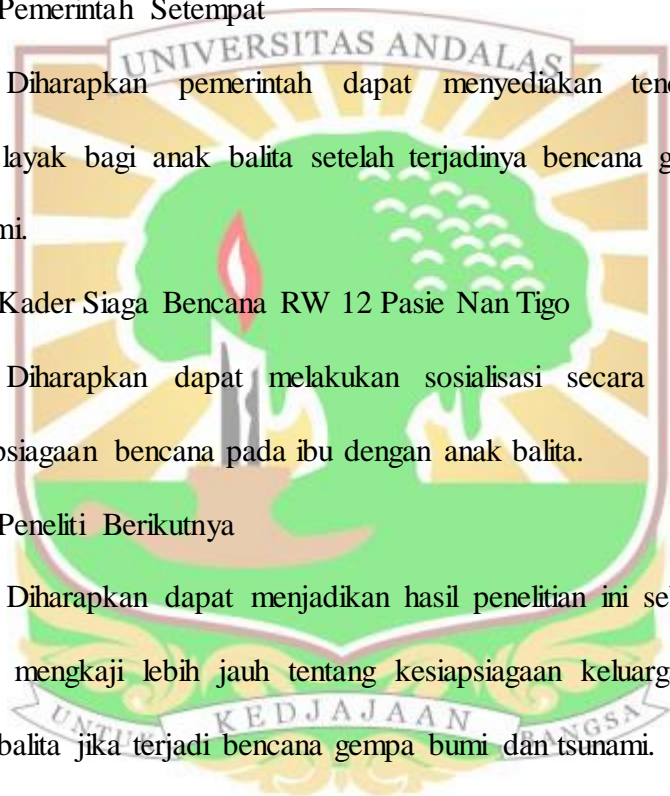 Pemerintah Setempat
UNIVERSITAS ANDALAS
Diharapkan pemerintah dapat menyediakan
layak bagi anak balita setelah terjadinya bencana
Kader Siaga Bencana RW 12 Pasie Nan Tigo
Diharapkan dapat melakukan sosialisasi secara
bencana pada ibu dengan anak balita.
Peneliti Berikutnya
Diharapkan dapat menjadikan hasil penelitian ini
mengkaji lebih jauh tentang kesiapsiagaan
UNTUK KEDJAJAAN BANGSA
balita jika terjadi bencana gempa bumi dan tsunami.